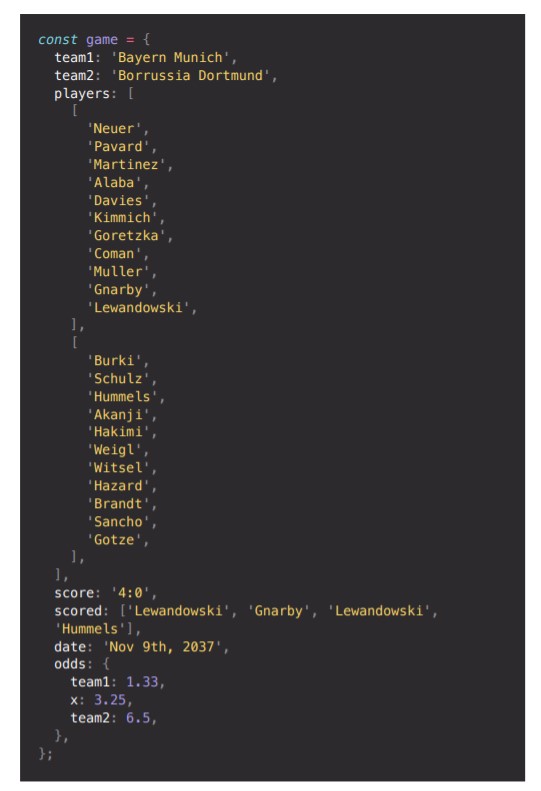 const game = {
  team1: 'Bayern Munich',
  team2: 'Borrussia Dortmund',
  players: [
    [
      'Neuer',
      'Pavard',
      'Martinez',
      'Alaba',
      'Davies',
      'Kimmich',
      'Goretzka',
      'Coman',
      'Muller',
      'Gnarby',
      'Lewandowski',
    ],
    [
      'Burki',
      'Schulz',
      'Hummels',
      'Akanji',
      'Hakimi',
      'Weigl',
      'Witsel',
      'Hazard',
      'Brandt',
      'Sancho',
      'Gotze',
    ],
  ],
  score: '4:0',
  scored: ['Lewandowski', 'Gnarby', 'Lewandowski',
  'Hummels'],
  date: 'Nov 9th, 2037',
  odds: {
    team1: 1.33,
    x: 3.25,
    team2: 6.5,
  },
};